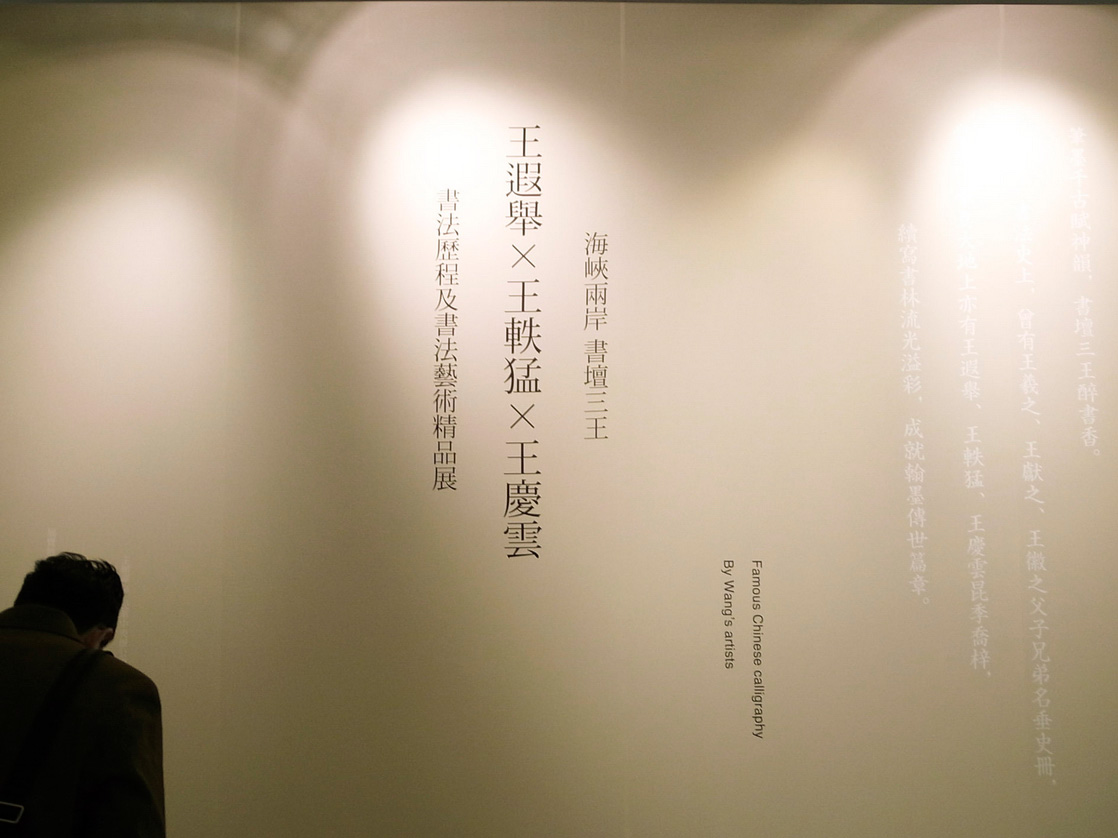 筆墨千古賦神韻，書壇三王醉書香。
史上，曾有王羲之、王獻之、王徽之父子兄弟名垂史冊，
地上亦有王遐舉、王軼猛、王慶雲昆季喬梓，
續寫書林流光溢彩，成就翰墨傳世篇章。
Famous Chinese calligraphy
By Wang's artists
海峽兩岸 書壇三王
王遐舉×王軼猛×王慶雲
書法歷程及書法藝術精品展